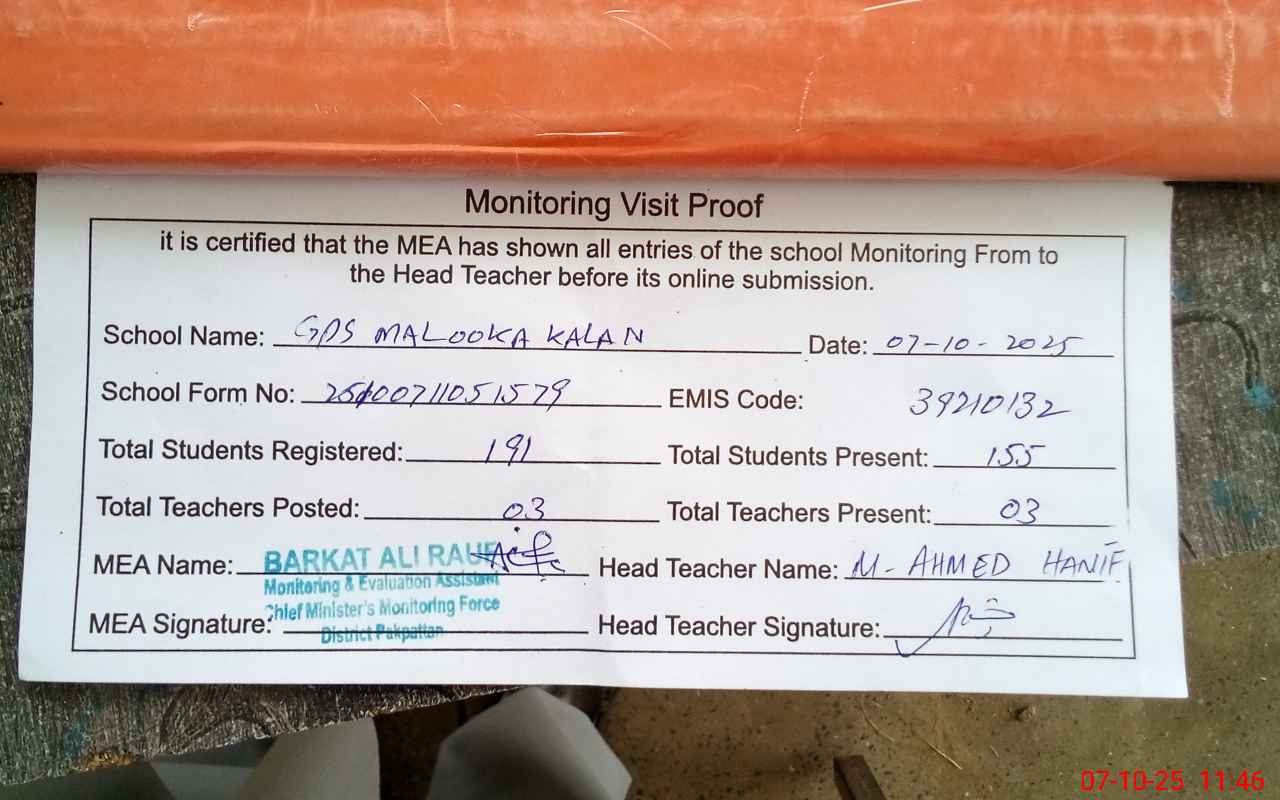 Monitoring Visit Proof
it is certified that the MEA has shown all entries of the school Monitoring From to
the Head Teacher before its online submission.
School Name: GPS MALOOKA KALAN Date: 07-10-2025
School Form No: EMIS Code: 39210132
Total Students Registered: 191 Total Students Present: 155
Total Teachers Posted: 03 Total Teachers Present: 03
MEA Name: BARKAT ALI RAUF Head Teacher Name: M. AHMED HANIF
Monitoring & Evaluation Assistant
Chief Minister's Monitoring Force
MEA Signature: Head Teacher Signature:
District Pakpattan
07-10-25 11:46